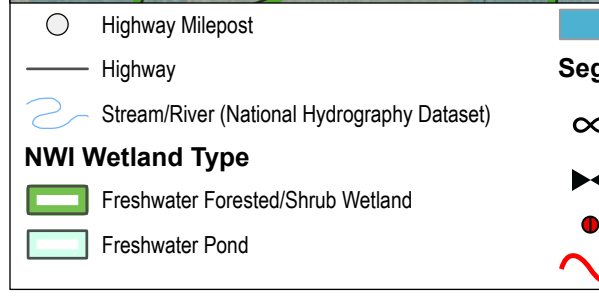 Highway Milepost
Highway
Stream/River (National Hydrography Dataset)
NWI Wetland Type
Freshwater Forested/Shrub Wetland
Freshwater Pond
Seg